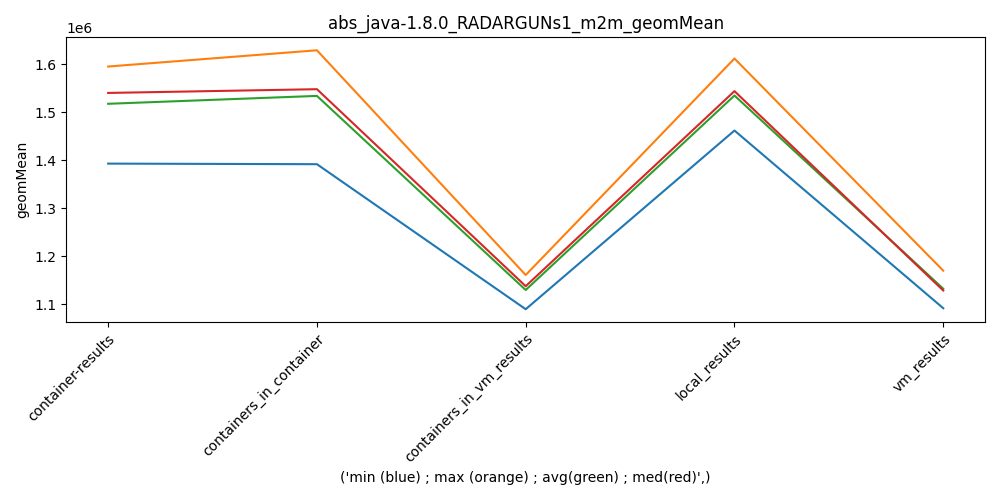 abs_java-1.8.0_RADARGUNs1_m2m_geomMean
1e6
1.6
1.5
1.4
1.3
1.2
1.1
geomMean
container-results
containers_in_container
containers_in_vm_results
local_results
vm_results
('min (blue) ; max (orange) ; avg(green) ; med(red)',)